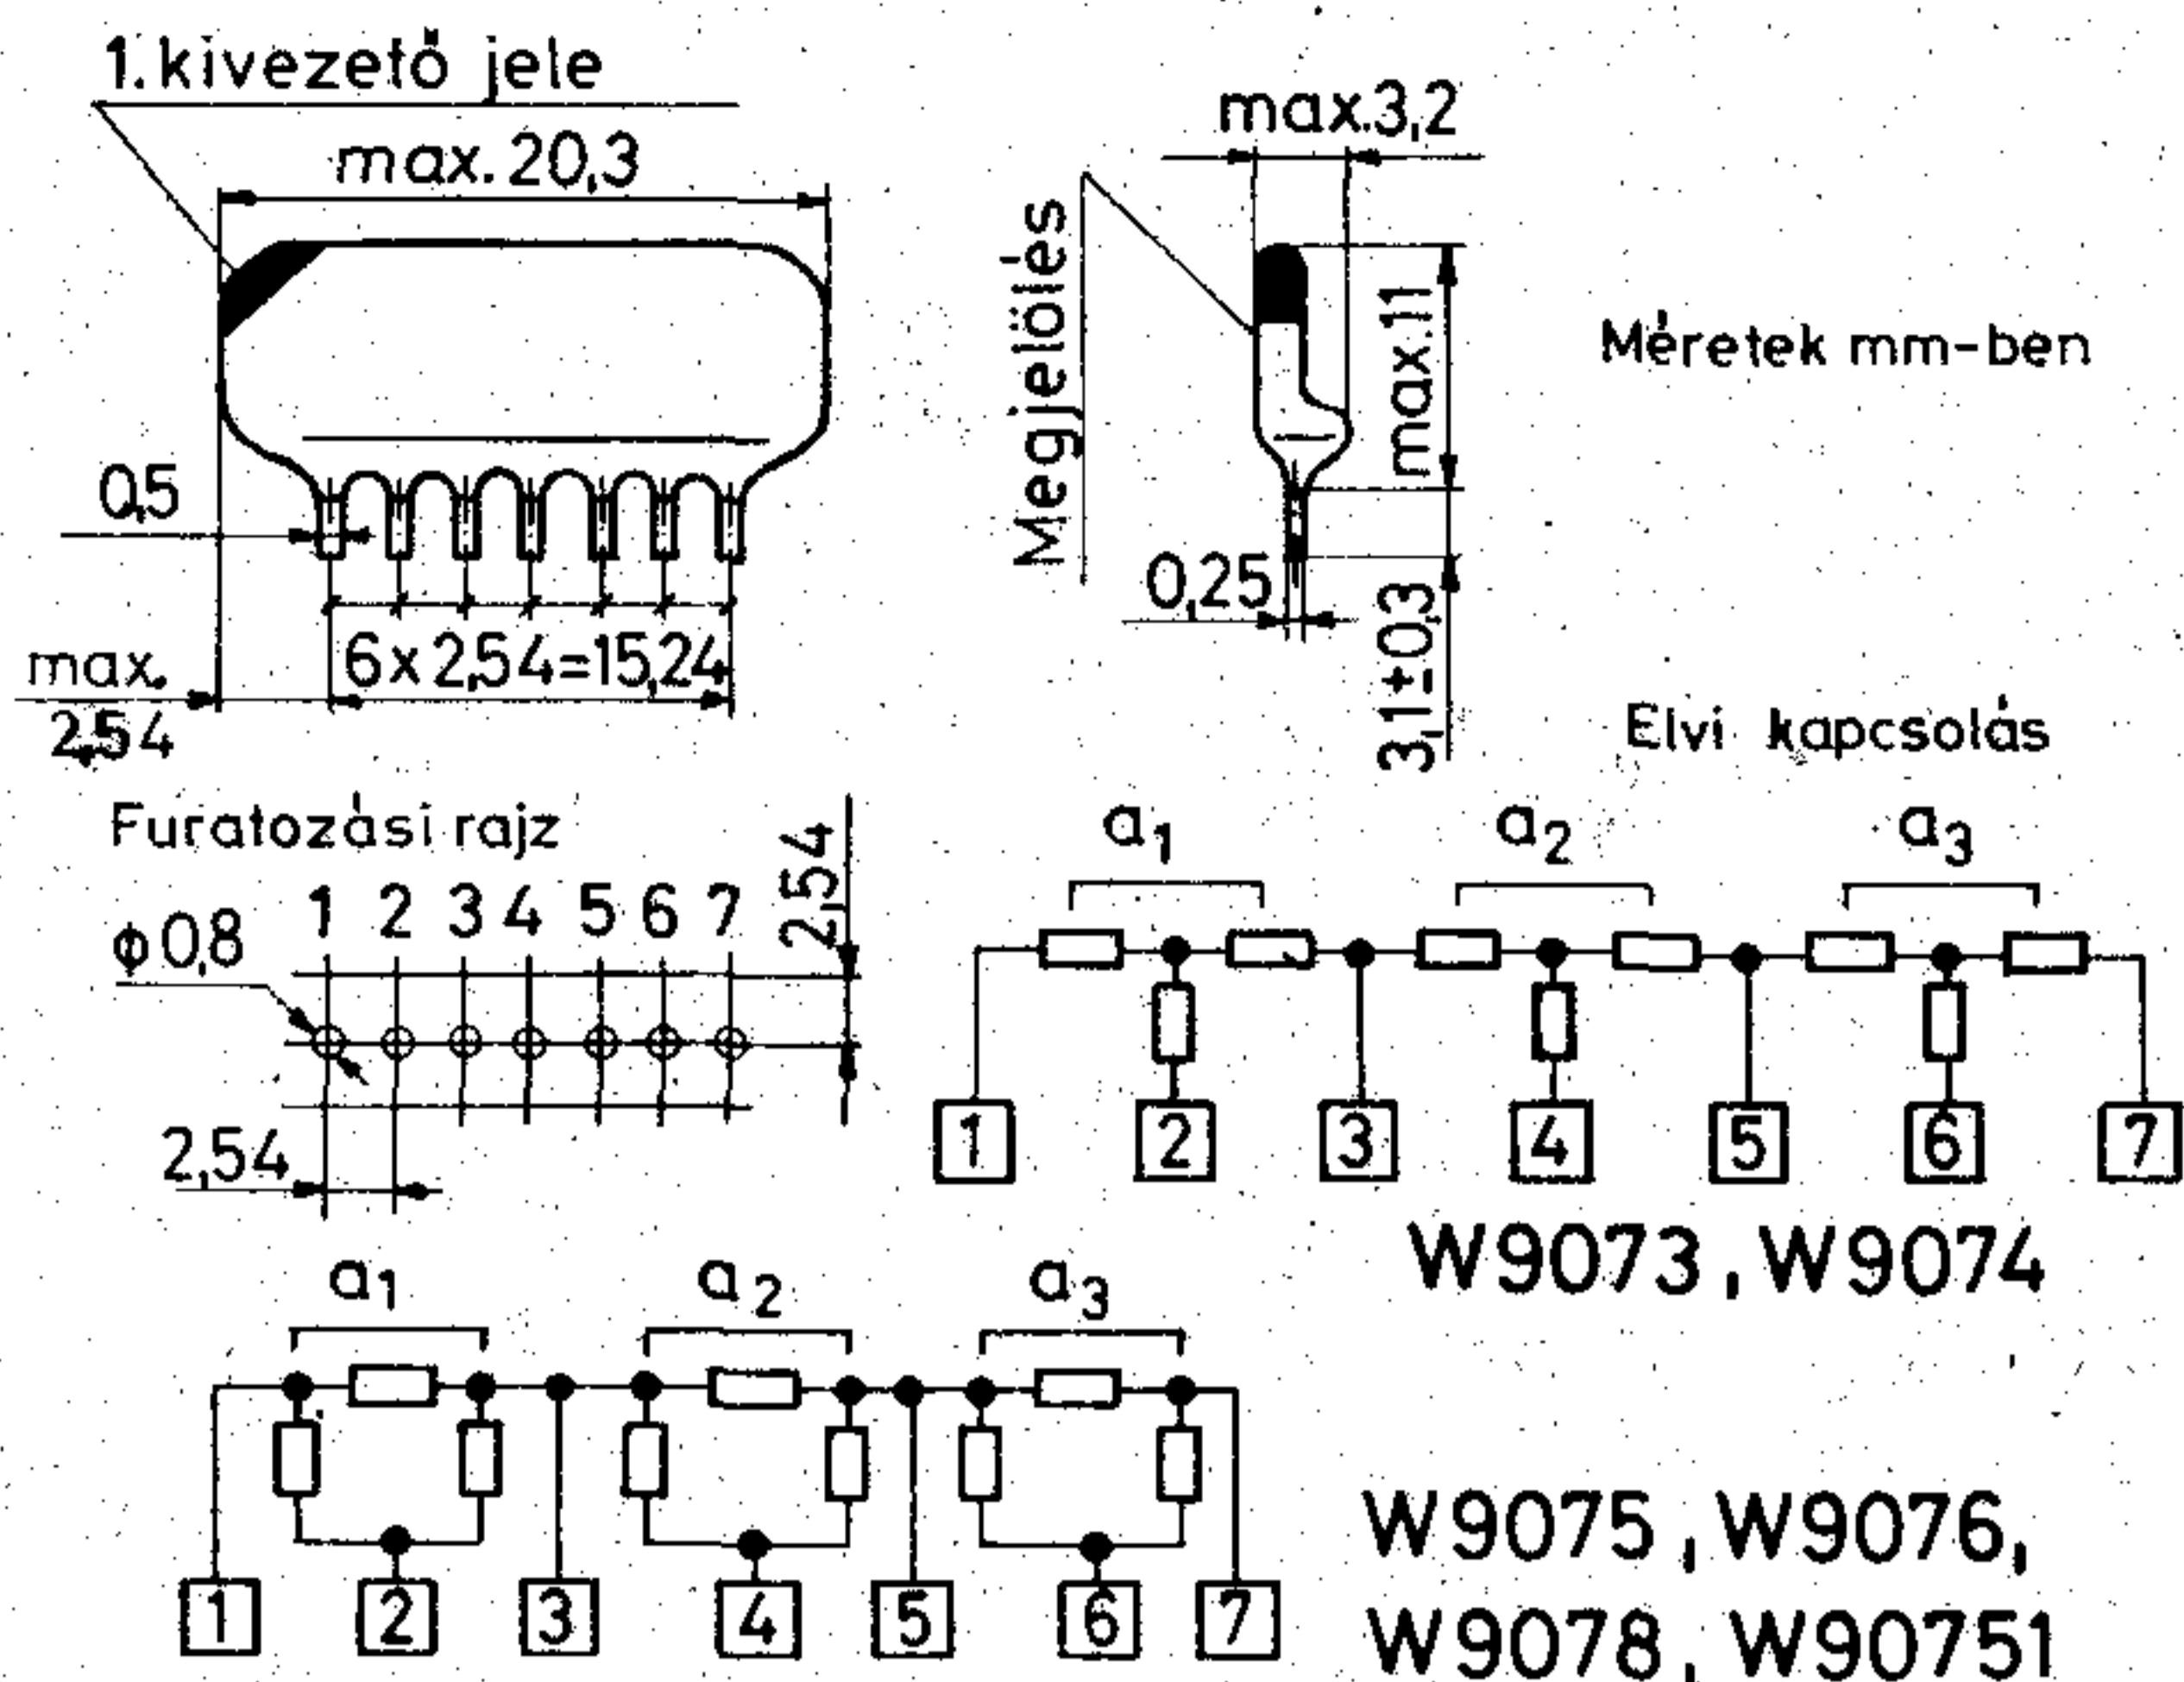 1.kivezető jele
max. 20,3
0,5
6x2,54=15,24
max.
2,54
max.3,2
Megjelölés
max.11
0,25
3,1±0,3
Méretek mm-ben
Elvi kapcsolás
Furatozási rajz
ϕ0,8
1 2 3 4 5 6 7
2,54
2,54
a1 a2 a3
1 2 3 4 5 6 7
W9073, W9074
a1 a2 a3
1 2 3 4 5 6 7
W9075, W9076,
W9078, W90751